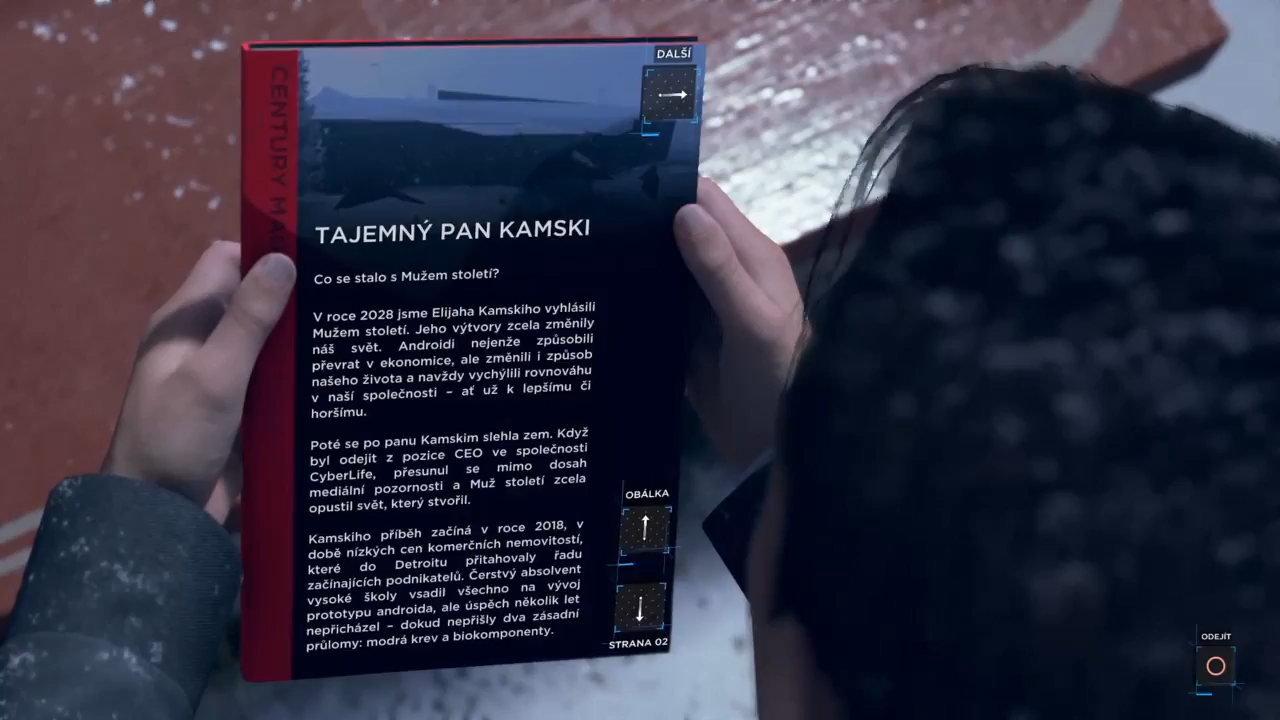 DALŠÍ
CENTURY MAG
TAJEMNÝ PAN KAMSKI
Co se stalo s Mužem století?
V roce 2028 jsme Elijaha Kamskiho vyhlásili
Mužem století. Jeho výtvory zcela změnily
náš svět. Androidi nejenže způsobili
převrat v ekonomice, ale změnili i způsob
našeho života a navždy vychýlili rovnováhu
v naší společnosti – ať už k lepšímu či
horšímu.
Poté se po panu Kamskim slehla zem. Když
byl odejit z pozice CEO ve společnosti
CyberLife, přesunul se mimo dosah
mediální pozornosti a Muž století zcela
opustil svět, který stvořil.
Kamskiho příběh začíná v roce 2018, v
době nízkých cen komerčních nemovitostí,
které do Detroitu přitahovaly řadu
začínajících podnikatelů. Čerstvý absolvent
vysoké školy vsadil všechno na vývoj
prototypu androida, ale úspěch několik let
nepřicházel – dokud nepřišly dva zásadní
průlomy: modrá krev a biokomponenty.
OBÁLKA
STRANA 02
ODEJÍT